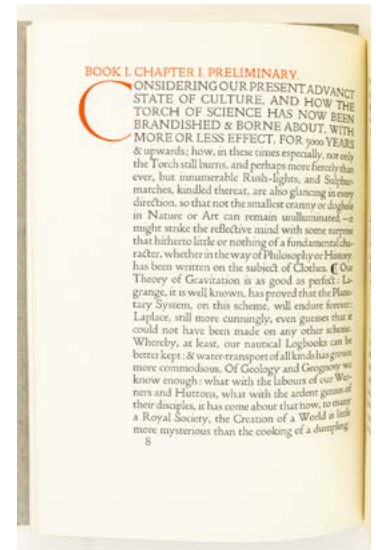 BOOK I. CHAPTER I. PRELIMINARY.
CONSIDERING OUR PRESENT ADVANCT
STATE OF CULTURE, AND HOW THE
TORCH OF SCIENCE HAS NOW BEEN
BRANDISHED & BORNE ABOUT, WITH
MORE OR LESS EFFECT, FOR 5000 YEARS
& upwards; how, in these times especially, not only
the Torch still burns, and perhaps more fiercely than
ever, but innumerable Rush-lights, and Sulphur-
matches, kindled thereat, are also glancing in every
direction, so that not the smallest cranny or doghole
in Nature or Art can remain unilluminated,—it
might strike the reflective mind with some surprise
that hitherto little or nothing of a fundamental cha-
racter, whether in the way of Philosophy or History,
has been written on the subject of Clothes. ¶ Our
Theory of Gravitation is as good as perfect: La-
grange, it is well known, has proved that the Plane-
tary System, on this scheme, will endure forever;
Laplace, still more cunningly, even guesses that it
could not have been made on any other scheme.
Whereby, at least, our nautical Logbooks can be
better kept; & water-transport of all kinds has grown
more commodious. Of Geology and Geognosy we
know enough: what with the labours of our Wer-
ners and Huttons, what with the ardent genius of
their disciples, it has come about that now, to many
a Royal Society, the Creation of a World is little
more mysterious than the cooking of a dumpling;
8